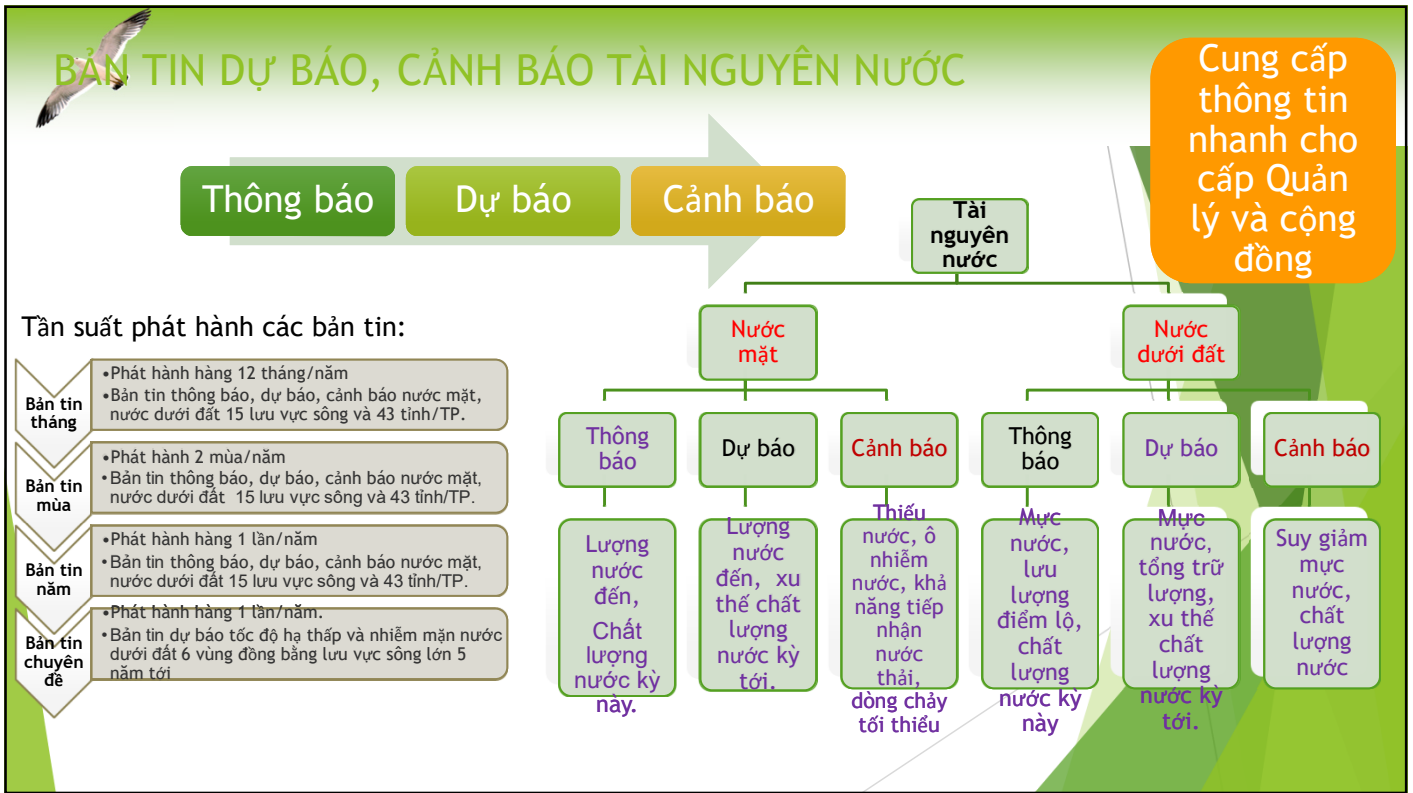 BẢN TIN DỰ BÁO, CẢNH BÁO TÀI NGUYÊN NƯỚC
Cung cấp
thông tin
nhanh cho
cấp Quản
lý và cộng
đồng
Thông báo
Dự báo
Cảnh báo
Tần suất phát hành các bản tin:
Bản tin
tháng
•Phát hành hàng 12 tháng/năm
•Bản tin thông báo, dự báo, cảnh báo nước mặt,
nước dưới đất 15 lưu vực sông và 43 tỉnh/TP.
Bản tin
mùa
•Phát hành 2 mùa/năm
•Bản tin thông báo, dự báo, cảnh báo nước mặt,
nước dưới đất 15 lưu vực sông và 43 tỉnh/TP.
Bản tin
năm
•Phát hành hàng 1 lần/năm
•Bản tin thông báo, dự báo, cảnh báo nước mặt,
nước dưới đất 15 lưu vực sông và 43 tỉnh/TP.
Bản tin
chuyên
đề
•Phát hành hàng 1 lần/năm.
•Bản tin dự báo tốc độ hạ thấp và nhiễm mặn nước
dưới đất 6 vùng đồng bằng lưu vực sông lớn 5
năm tới
Tài
nguyên
nước
Nước
mặt
Nước
dưới đất
Thông
báo
Dự báo
Cảnh báo
Thông
báo
Dự báo
Cảnh báo
Lượng
nước
đến,
Chất
lượng
nước kỳ
này.
Lượng
nước
đến, xu
thế chất
lượng
nước kỳ
tới.
Thiếu
nước, ô
nhiễm
nước, khả
năng tiếp
nhận
nước
thải,
dòng chảy
tối thiểu
Mực
nước,
lưu
lượng
điểm lộ,
chất
lượng
nước kỳ
này
Mực
nước,
tổng trữ
lượng,
xu thế
chất
lượng
nước kỳ
tới.
Suy giảm
mực
nước,
chất
lượng
nước